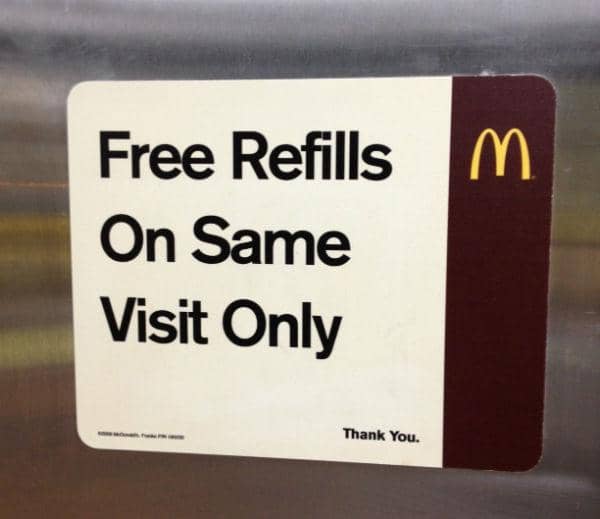 Free Refills
On Same
Visit Only
Thank You.